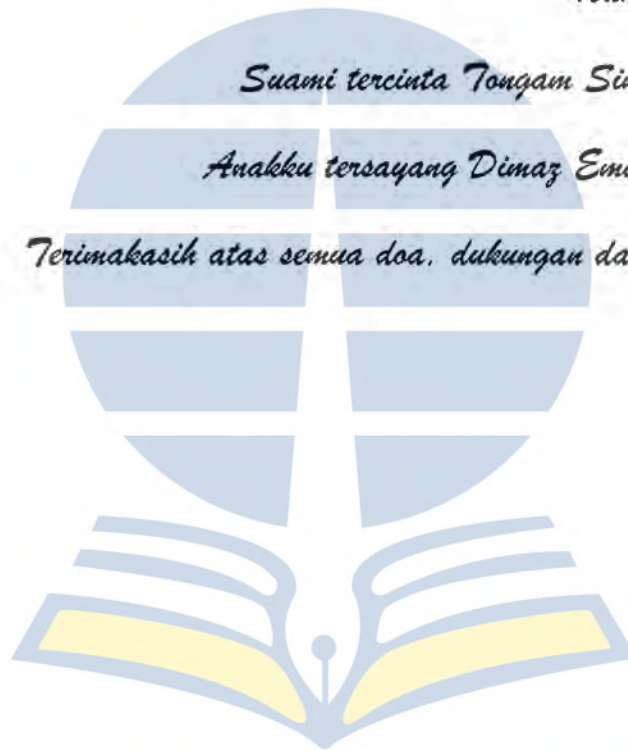 Suami tercinta Tongam
Anakku tersayang Dimaz
Terimakasih atas semua doa, dukungan